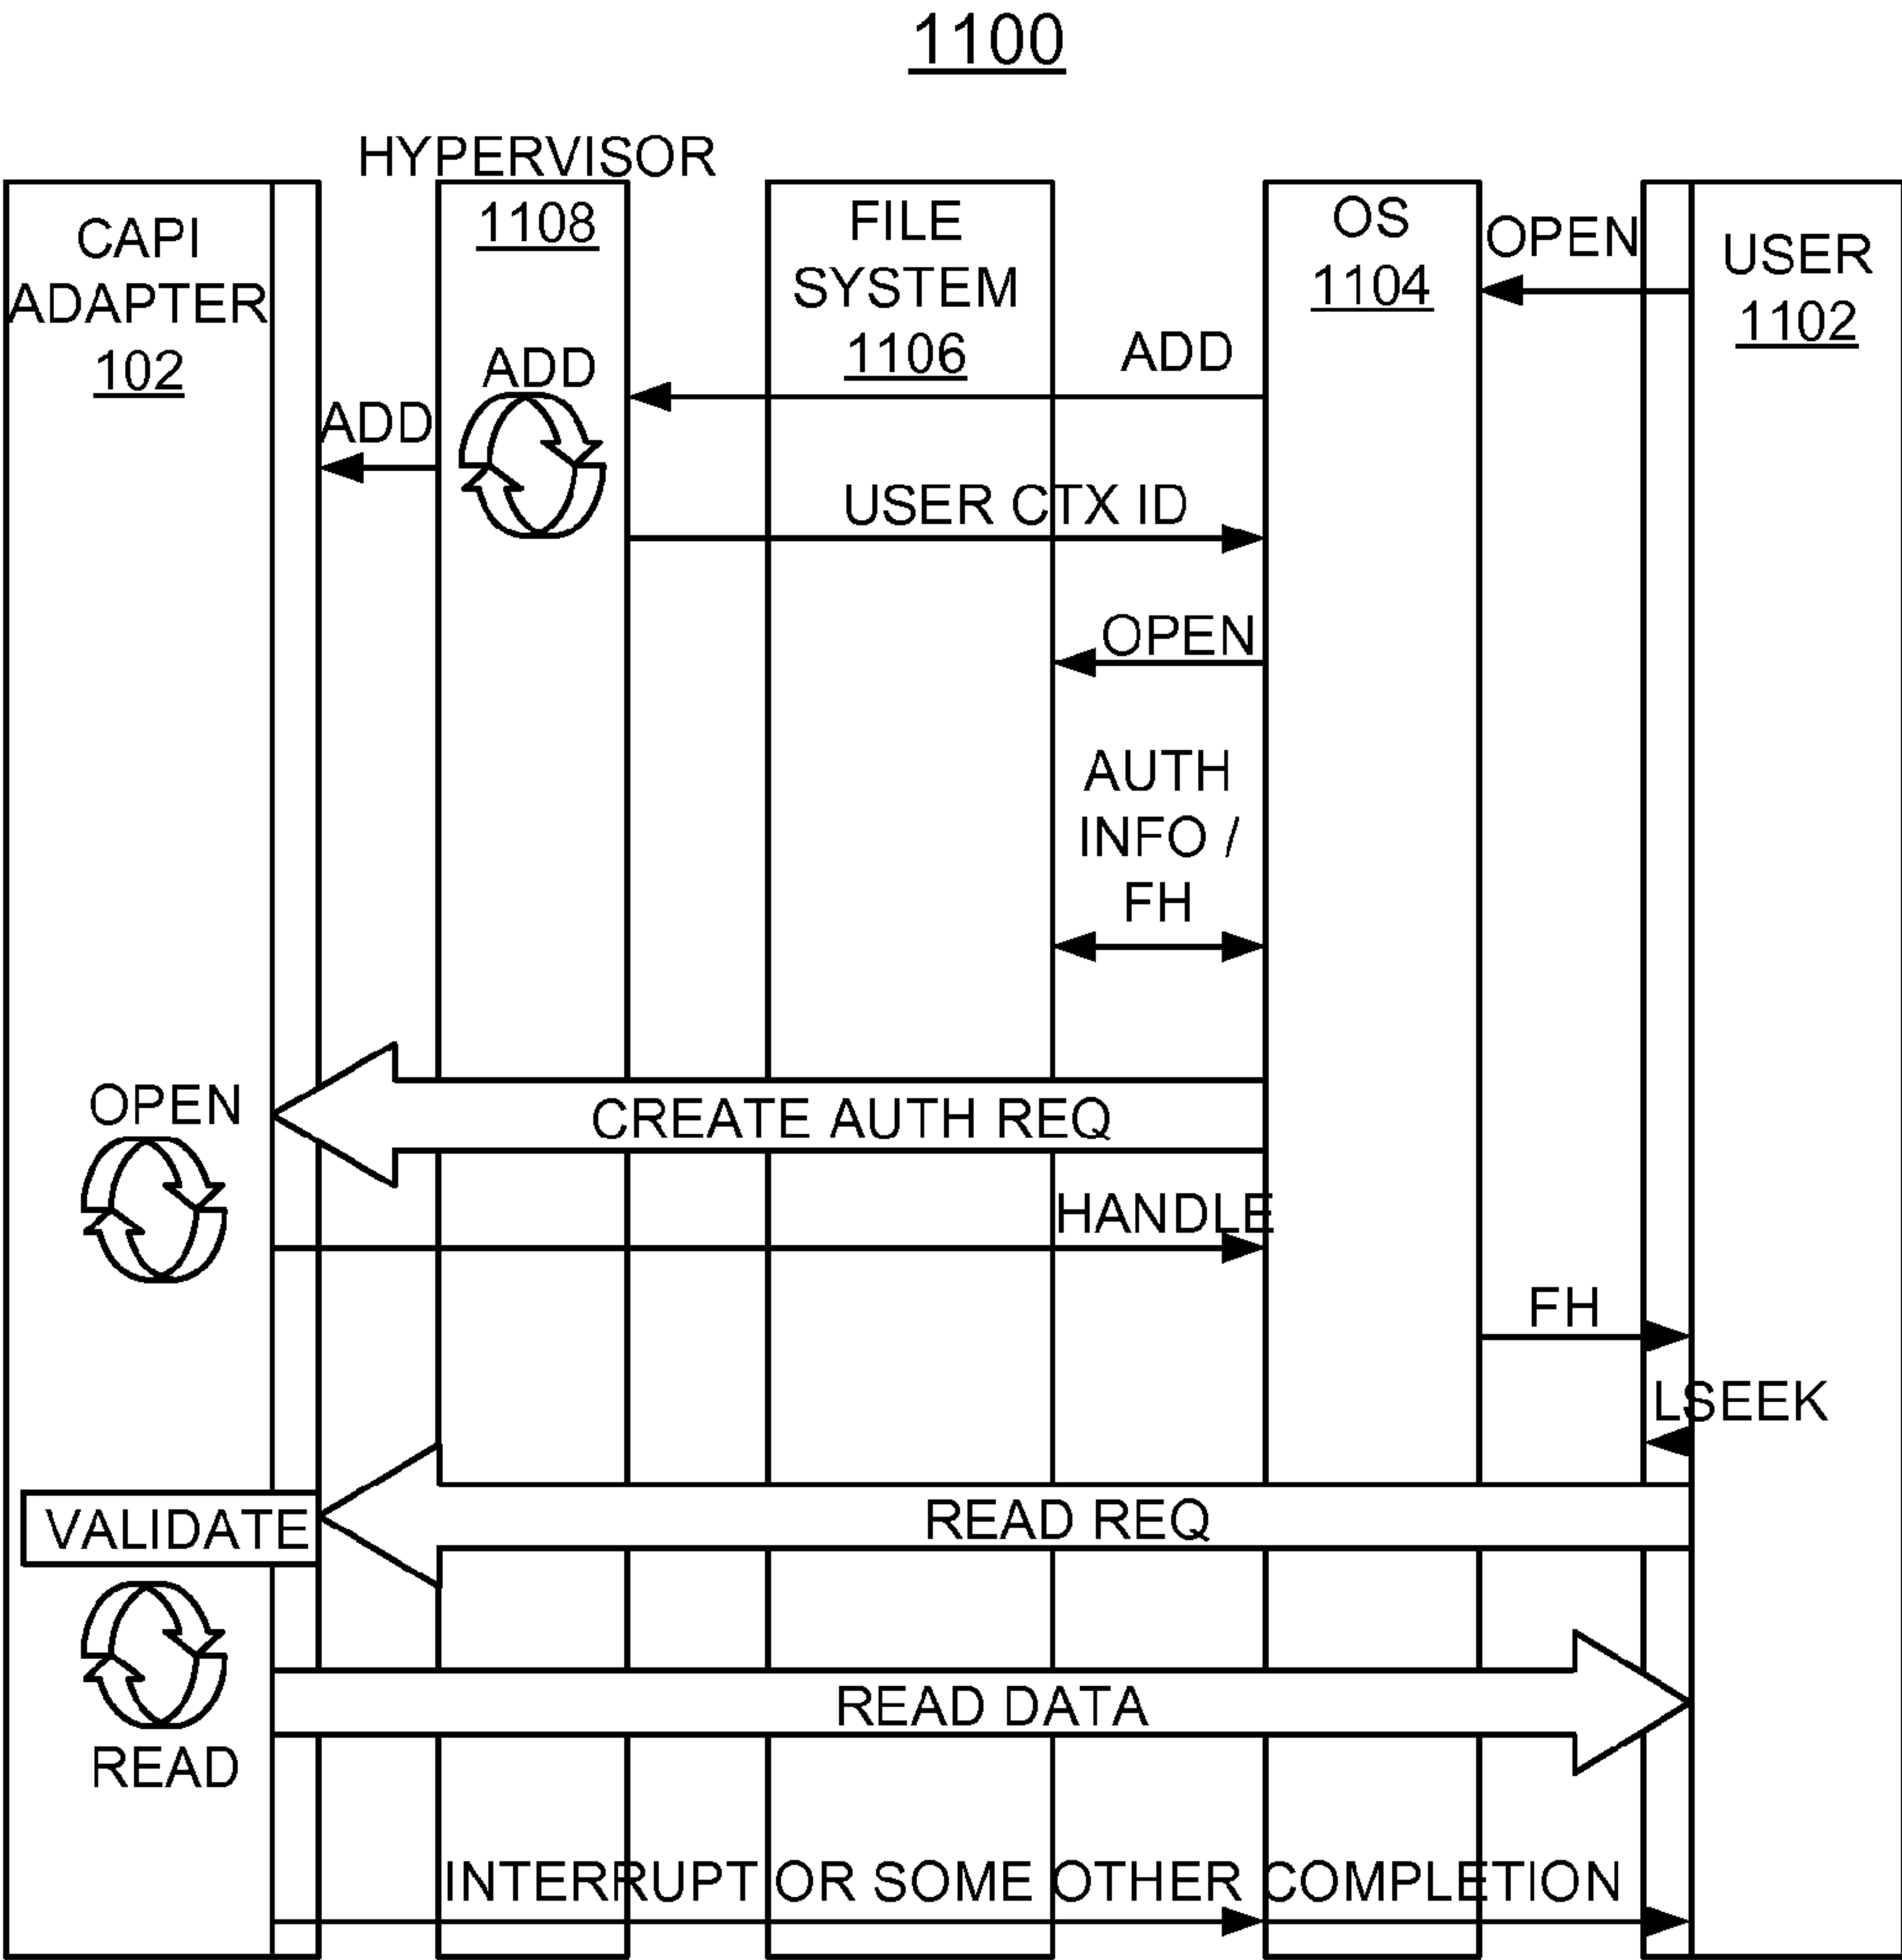 1100
HYPERVISOR
1108
CAPI
ADAPTER
102
FILE
SYSTEM
1106
OS
1104
OPEN
USER
1102
ADD
ADD
ADD
USER CTX ID
OPEN
AUTH
INFO /
FH
OPEN
CREATE AUTH REQ
HANDLE
FH
LSEEK
VALIDATE
READ REQ
READ DATA
READ
INTERRUPT OR SOME OTHER COMPLETION